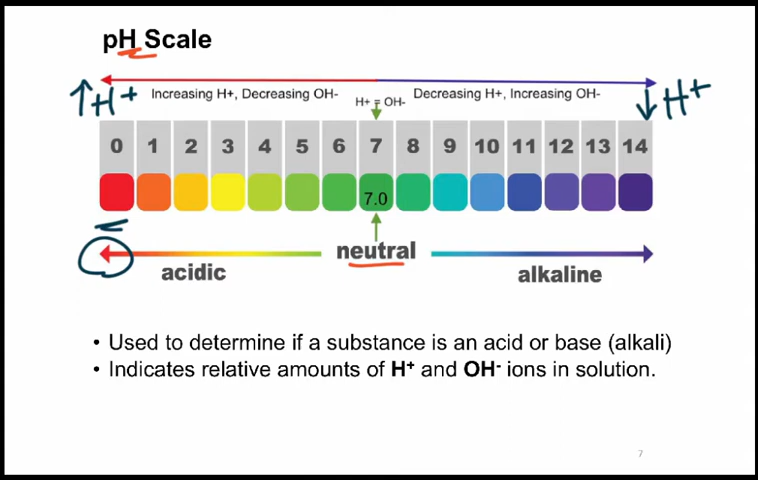 pH Scale
↑H+ Increasing H+, Decreasing OH- H+ = OH- Decreasing H+, Increasing OH- ↓H+
0 1 2 3 4 5 6 7 8 9 10 11 12 13 14
7.0
neutral
acidic alkaline
• Used to determine if a substance is an acid or base (alkali)
• Indicates relative amounts of H⁺ and OH⁻ ions in solution.
7